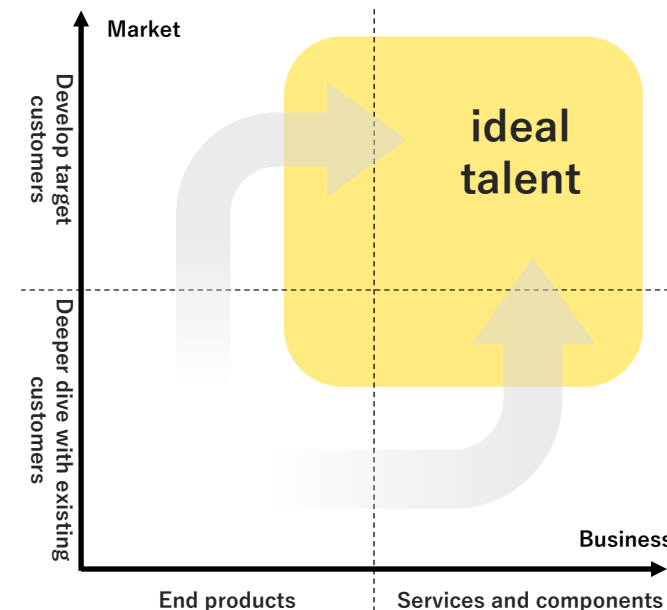 Market
ideal
talent
Develop target
customers
Deeper dive with existing
customers
Business
End products
Services and components